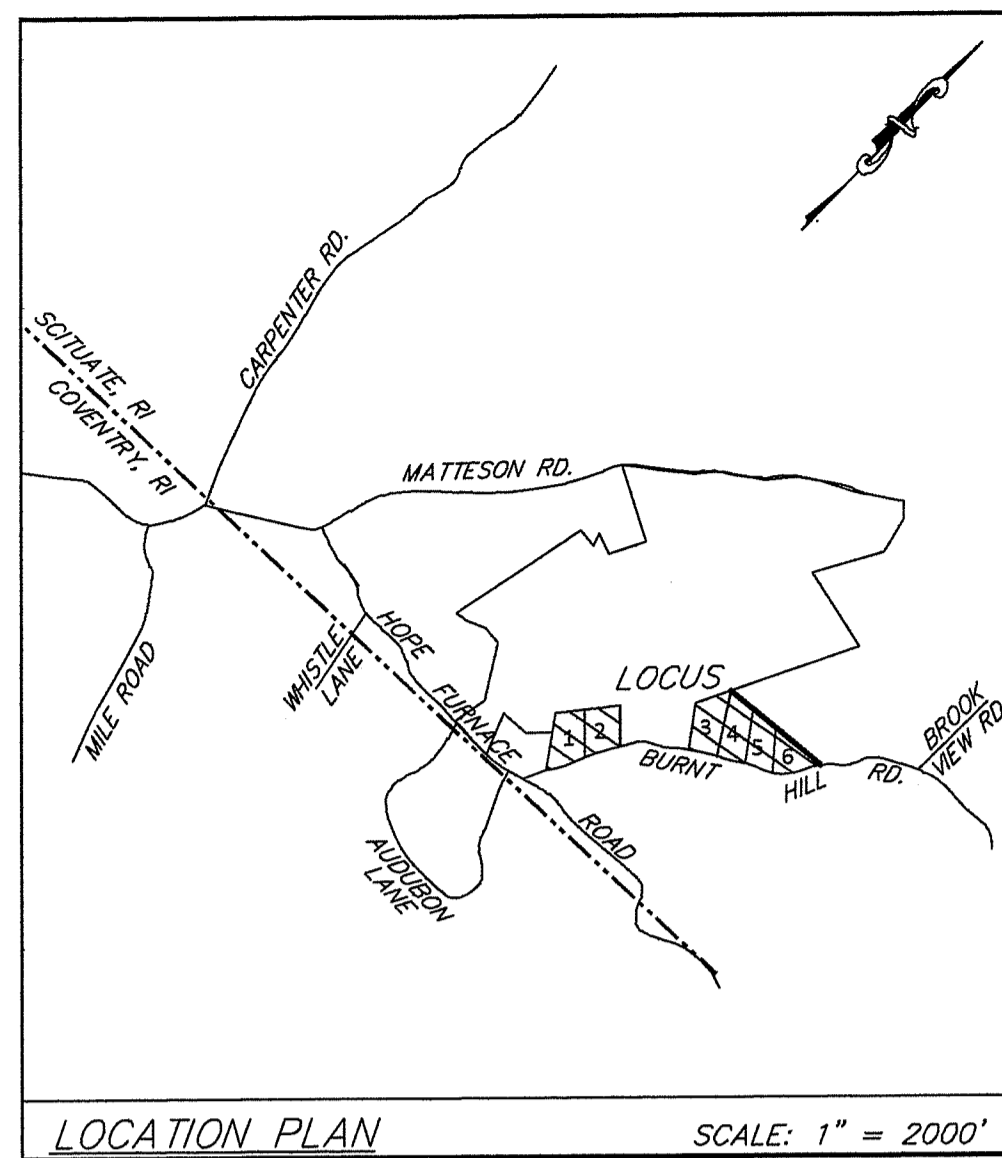 CARPENTER RD.
SCITUATE, RI
COVENTRY, RI
MATTESON RD.
MILE ROAD
WHISTLE
LANE
HOPE
FURNACE
ROAD
LOCUS
1
2
3
4
5
6
BURNT
HILL
RD.
BROOK
VIEW RD
AUDUBON
LANE
LOCATION PLAN
SCALE: 1" = 2000'